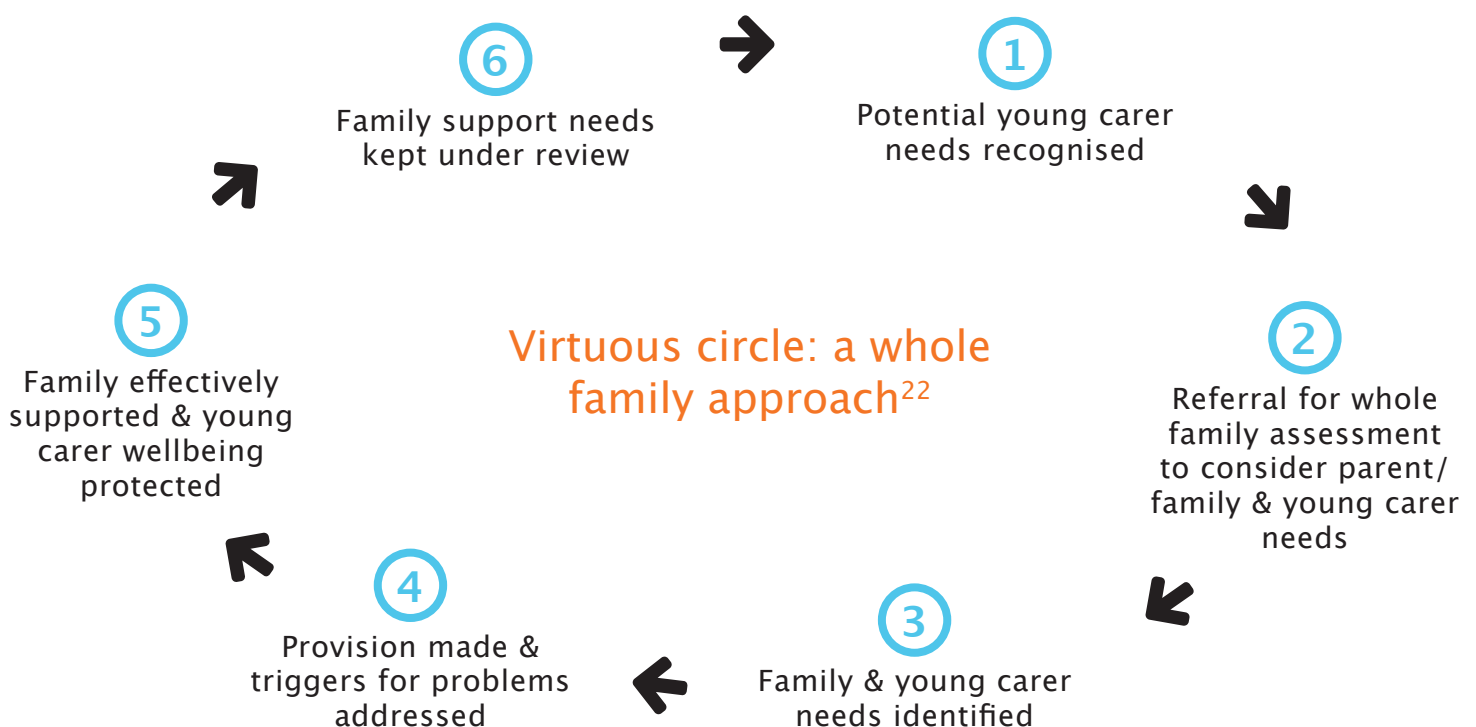 6
Family support needs
kept under review
1
Potential young carer
needs recognised
2
Referral for whole
family assessment
to consider parent/
family & young carer
needs
3
Family & young carer
needs identified
4
Provision made &
triggers for problems
addressed
5
Family effectively
supported & young
carer wellbeing
protected
Virtuous circle: a whole
family approach22